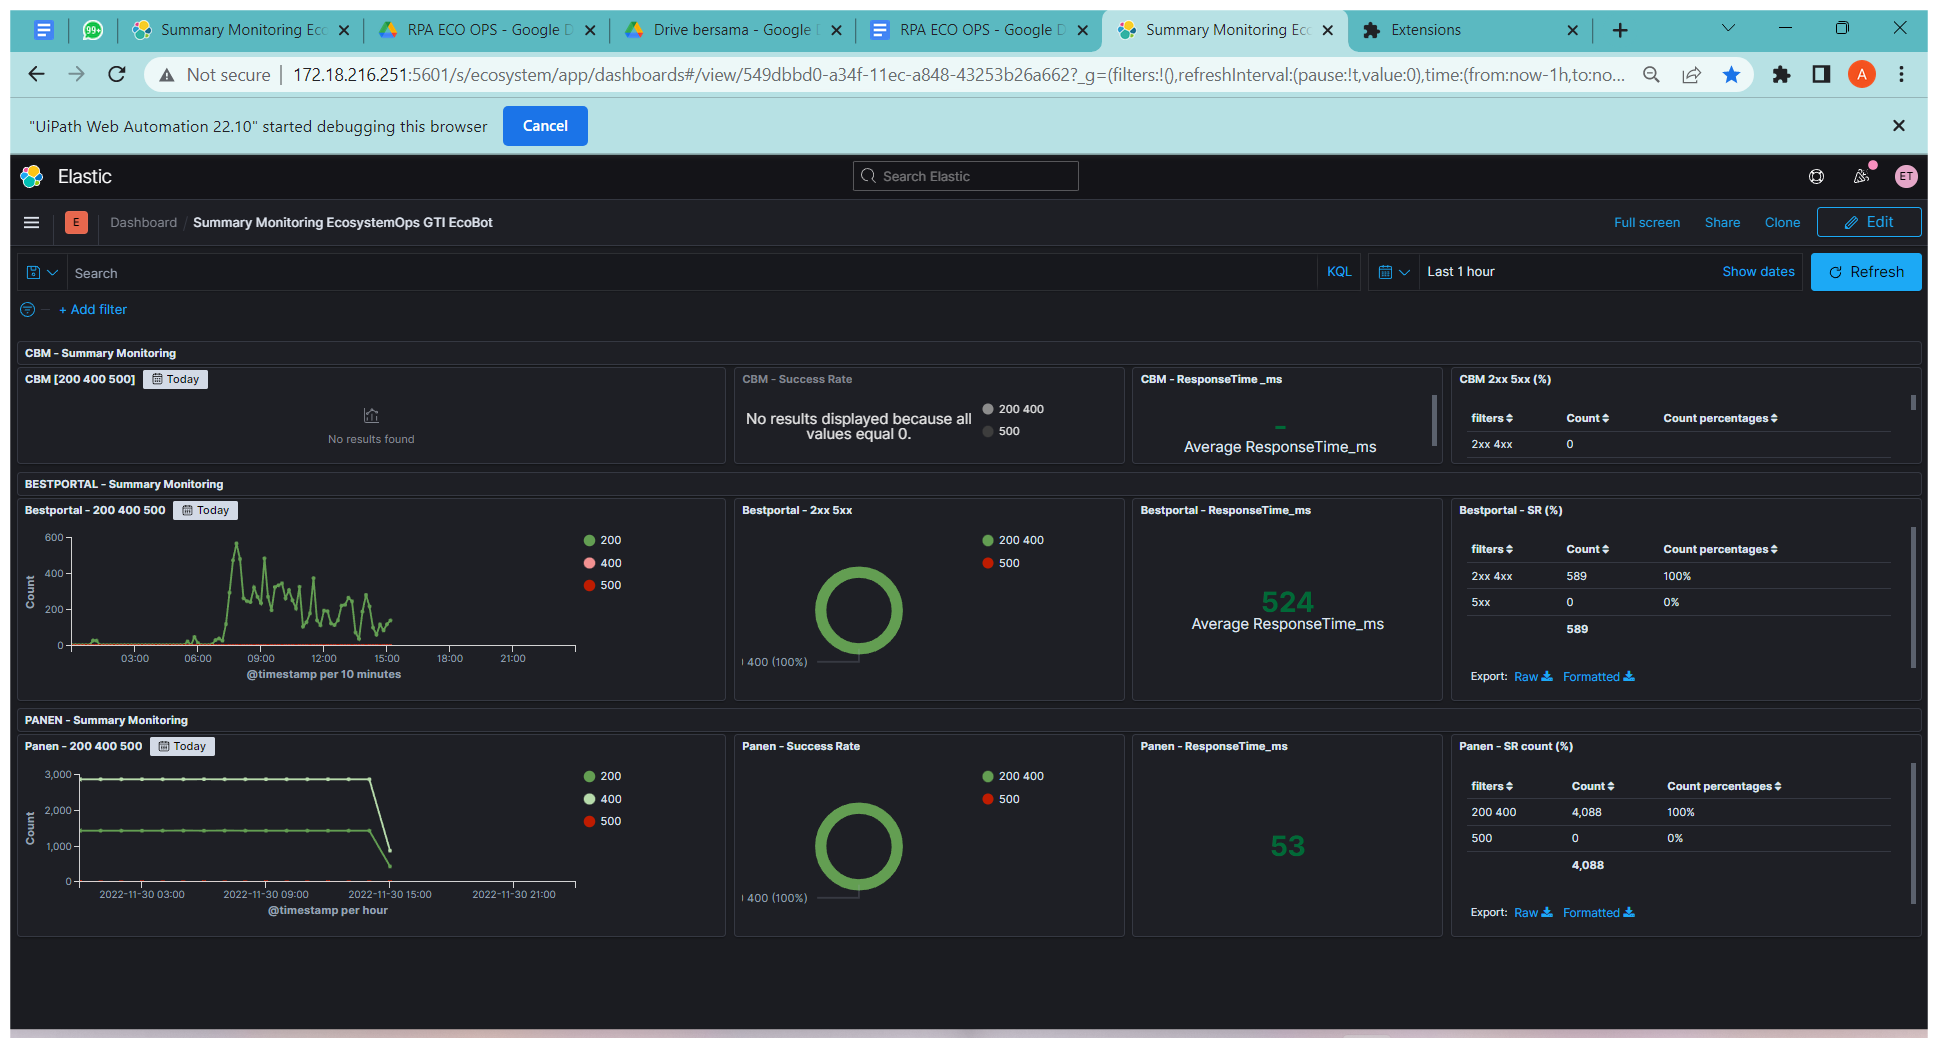 99+
Summary Monitoring Ec
RPA ECO OPS - Google D
Drive bersama - Google
RPA ECO OPS - Google D
Summary Monitoring Ec
Extensions
Not secure
172.18.216.251:5601/s/ecosystem/app/dashboards#/view/549dbbd0-a34f-11ec-a848-43253b26a662?_g=(filters:!(),refreshInterval:(pause:!t,value:0),time:(from:now-1h,to:no...
A
"UiPath Web Automation 22.10" started debugging this browser
Cancel
Elastic
Search Elastic
ET
E
Dashboard / Summary Monitoring EcosystemOps GTI EcoBot
Full screen
Share
Clone
Edit
Search
KQL
Last 1 hour
Show dates
Refresh
+ Add filter
CBM - Summary Monitoring
CBM [200 400 500]
Today
No results found
CBM - Success Rate
No results displayed because all
values equal 0.
200 400
500
CBM - ResponseTime _ms
-
Average ResponseTime_ms
CBM 2xx 5xx (%)
filters Count Count percentages
2xx 4xx 0
BESTPORTAL - Summary Monitoring
Bestportal - 200 400 500
Today
600
400
200
0
Count
03:00 06:00 09:00 12:00 15:00 18:00 21:00
@timestamp per 10 minutes
200
400
500
Bestportal - 2xx 5xx
200 400
500
400 (100%)
Bestportal - ResponseTime_ms
524
Average ResponseTime_ms
Bestportal - SR (%)
filters Count Count percentages
2xx 4xx 589 100%
5xx 0 0%
589
Export: Raw Formatted
PANEN - Summary Monitoring
Panen - 200 400 500
Today
3,000
2,000
1,000
0
Count
2022-11-30 03:00 2022-11-30 09:00 2022-11-30 15:00 2022-11-30 21:00
@timestamp per hour
200
400
500
Panen - Success Rate
200 400
500
400 (100%)
Panen - ResponseTime_ms
53
Panen - SR count (%)
filters Count Count percentages
200 400 4,088 100%
500 0 0%
4,088
Export: Raw Formatted